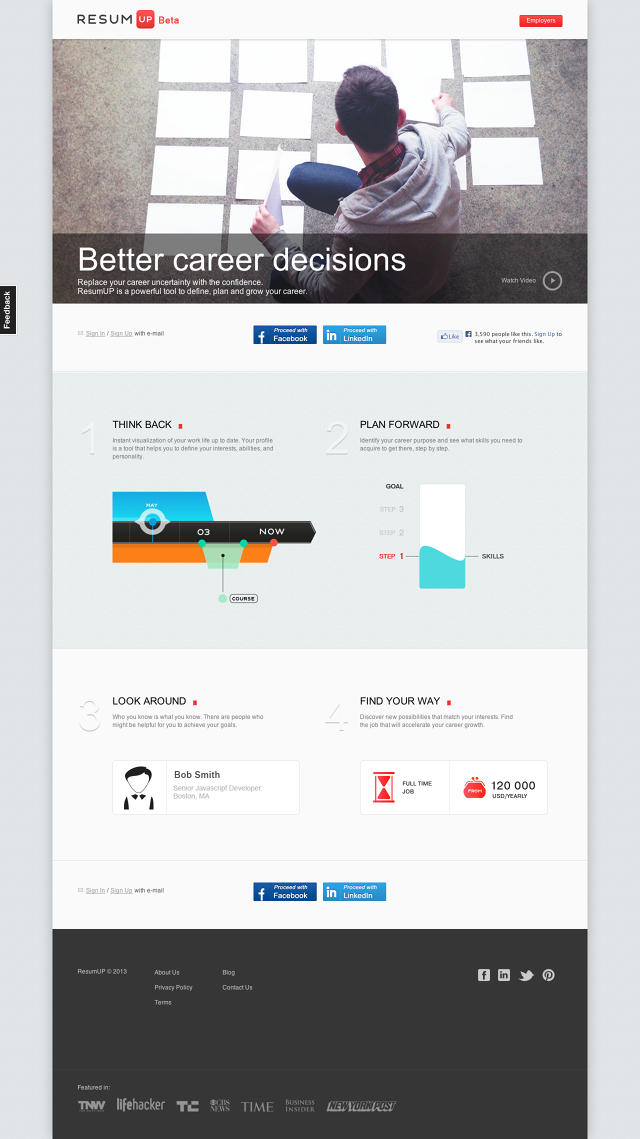 RESUMUP Beta
Employers
Better career decisions
Replace your career uncertainty with the confidence.
ResumUP is a powerful tool to define, plan and grow your career.
Watch Video
Feedback
Sign In / Sign Up with e-mail
Proceed with
Facebook
Proceed with
LinkedIn
Like
3,590 people like this. Sign Up to
see what your friends like.
1
THINK BACK
Instant visualization of your work life up to date. Your profile
is a tool that helps you to define your interests, abilities, and
personality.
MAY
03
NOW
COURSE
2
PLAN FORWARD
Identify your career purpose and see what skills you need to
acquire to get there, step by step.
GOAL
STEP 3
STEP 2
STEP 1
SKILLS
3
LOOK AROUND
Who you know is what you know. There are people who
might be helpful for you to achieve your goals.
Bob Smith
Senior Javascripf Developer
Boston, MA
4
FIND YOUR WAY
Discover new possibilities that match your interests. Find
the job that will accelerate your career growth.
FULL TIME
JOB
FROM
120 000
USD/YEARLY
Sign In / Sign Up with e-mail
Proceed with
Facebook
Proceed with
LinkedIn
ResumUP © 2013
About Us
Blog
Privacy Policy
Contact Us
Terms
Featured in:
TNW
lifehacker
TC
CBS
NEWS
TIME
BUSINESS
INSIDER
NEW YORK POST